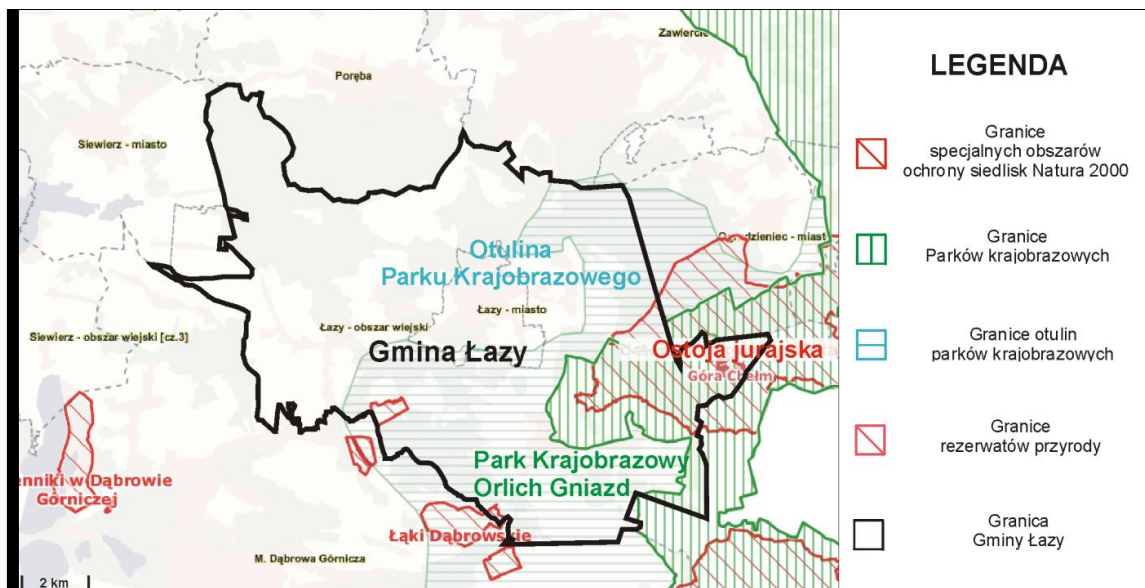 Zawiercie
Poręba
Siewierz - miasto
Otulina
Parku Krajobrazowego
Łazy - miasto
Łazy - obszar wiejski
Siewierz - obszar wiejski [cz.3]
Gmina Łazy
Ostoja jurajska
Góra Chełm
Park Krajobrazowy
Orlich Gniazd
w Dąbrowie
Górniczej
Łąki Dąbrowskie
M. Dąbrowa Górnicza
2 km
LEGENDA
Granice
specjalnych obszarów
ochrony siedlisk Natura 2000
Granice
Parków krajobrazowych
Granice otulin
parków krajobrazowych
Granice
rezerwatów przyrody
Granica
Gminy Łazy